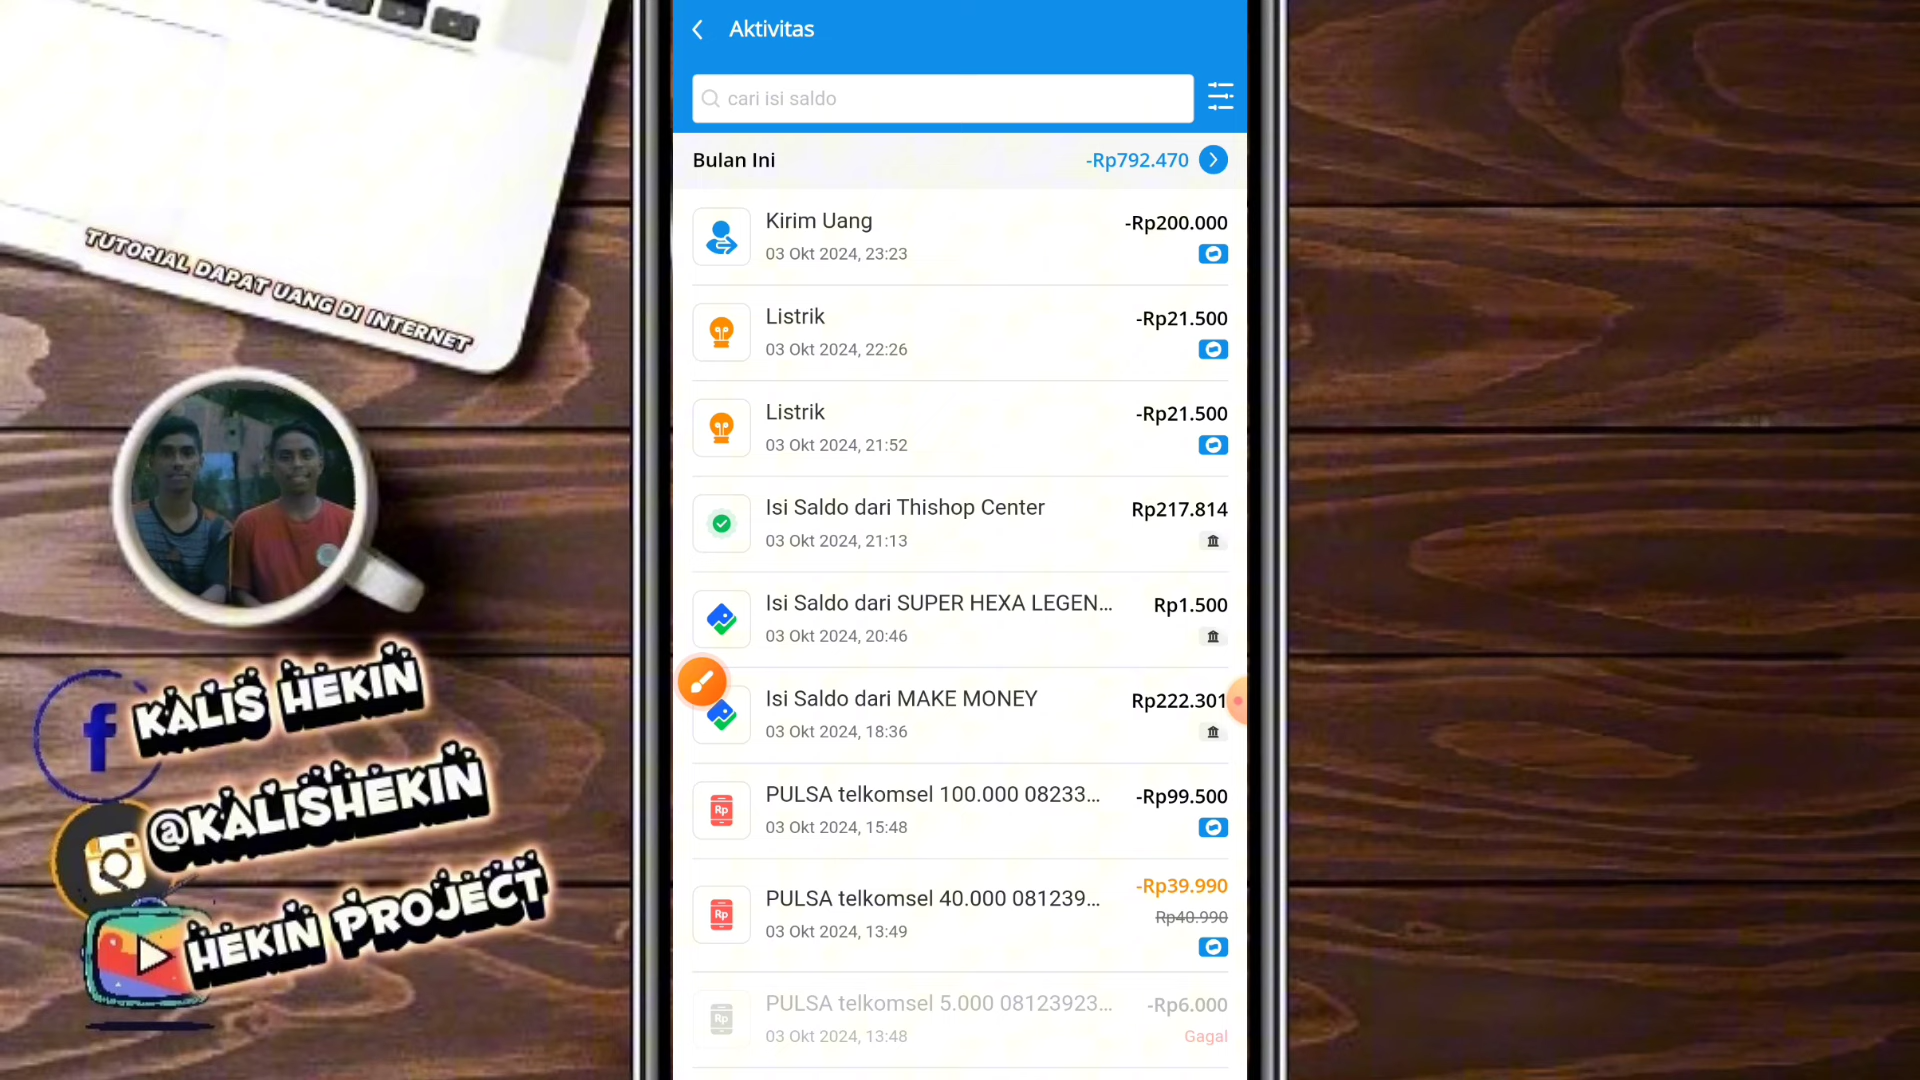 Aktivitas
cari isi saldo
Bulan Ini -Rp792.470
Kirim Uang -Rp200.000
03 Okt 2024, 23:23
Listrik -Rp21.500
03 Okt 2024, 22:26
Listrik -Rp21.500
03 Okt 2024, 21:52
Isi Saldo dari Thishop Center Rp217.814
03 Okt 2024, 21:13
Isi Saldo dari SUPER HEXA LEGEN... Rp1.500
03 Okt 2024, 20:46
Isi Saldo dari MAKE MONEY Rp222.301
03 Okt 2024, 18:36
PULSA telkomsel 100.000 08233... -Rp99.500
03 Okt 2024, 15:48
Rp
PULSA telkomsel 40.000 081239... -Rp39.990
Rp40.990
03 Okt 2024, 13:49
Rp
PULSA telkomsel 5.000 08123923... -Rp6.000
03 Okt 2024, 13:48 Gagal
Rp
TUTORIAL DAPAT UANG DI INTERNET
f KALIS HEKIN
@KALISHEKIN
HEKIN PROJECT